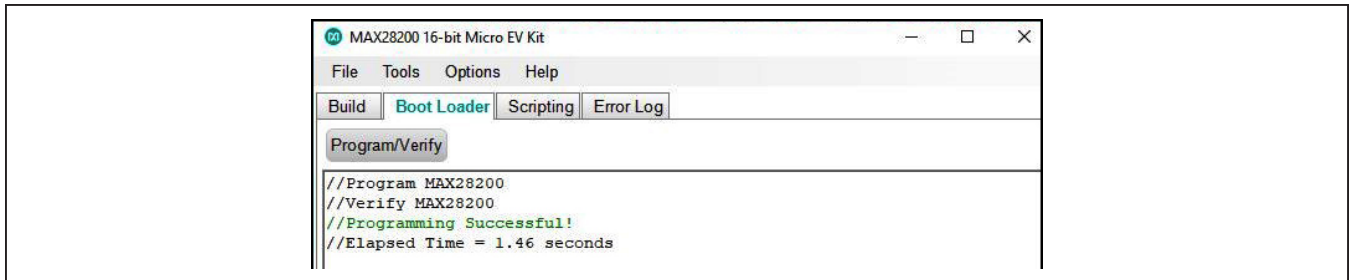 MAX28200 16-bit Micro EV Kit
File Tools Options Help
Build Boot Loader Scripting Error Log
Program/Verify
//Program MAX28200
//Verify MAX28200
//Programming Successful!
//Elapsed Time = 1.46 seconds